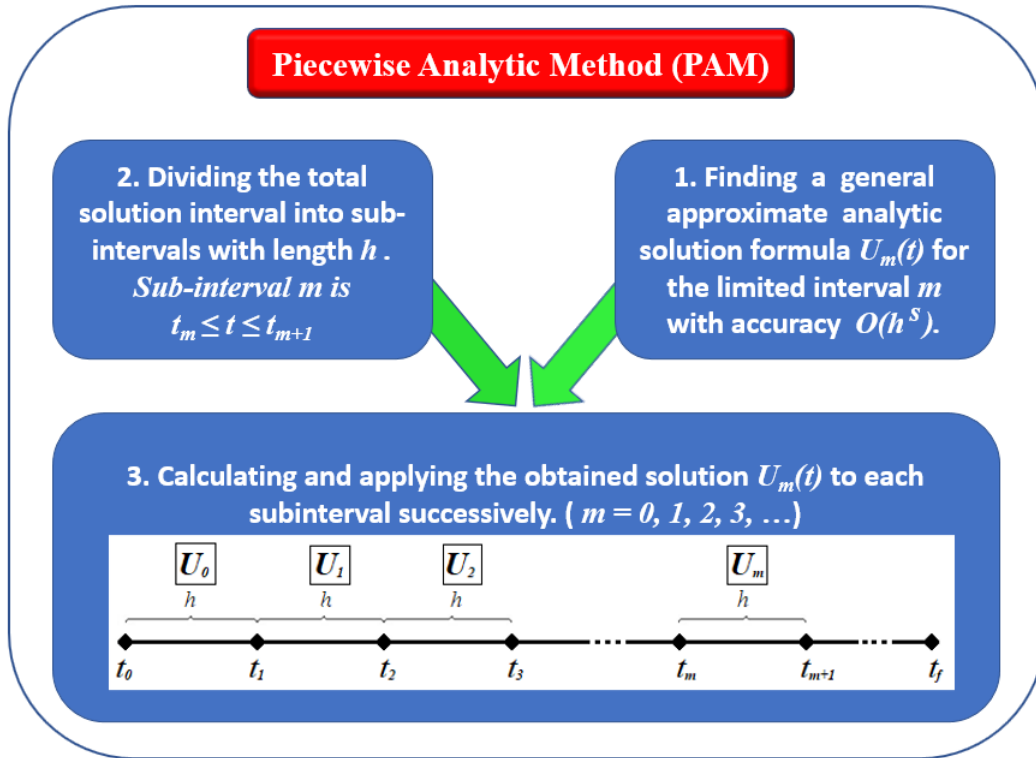 Piecewise Analytic Method (PAM)
2. Dividing the total
solution interval into sub-
intervals with length h .
Sub-interval m is
tₘ ≤ t ≤ tₘ₊₁
1. Finding a general
approximate analytic
solution formula Uₘ(t) for
the limited interval m
with accuracy O(hˢ).
3. Calculating and applying the obtained solution Uₘ(t) to each
subinterval successively. ( m = 0, 1, 2, 3, …)
U₀ U₁ U₂ Uₘ
h h h h
t₀ t₁ t₂ t₃ tₘ tₘ₊₁ t_f